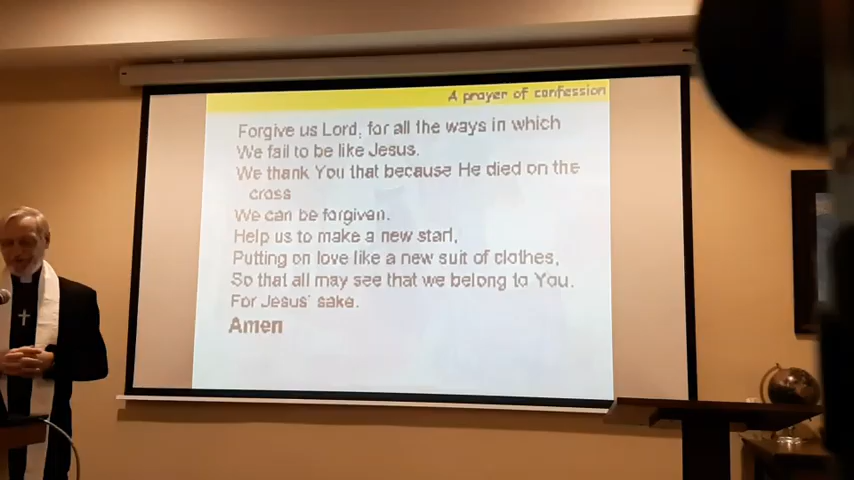 A prayer of confession
Forgive us Lord, for all the ways in which
We fail to be like Jesus.
We thank You that because He died on the
cross
We can be forgiven.
Help us to make a new start,
Putting on love like a new suit of clothes,
So that all may see that we belong to You.
For Jesus' sake.
Amen